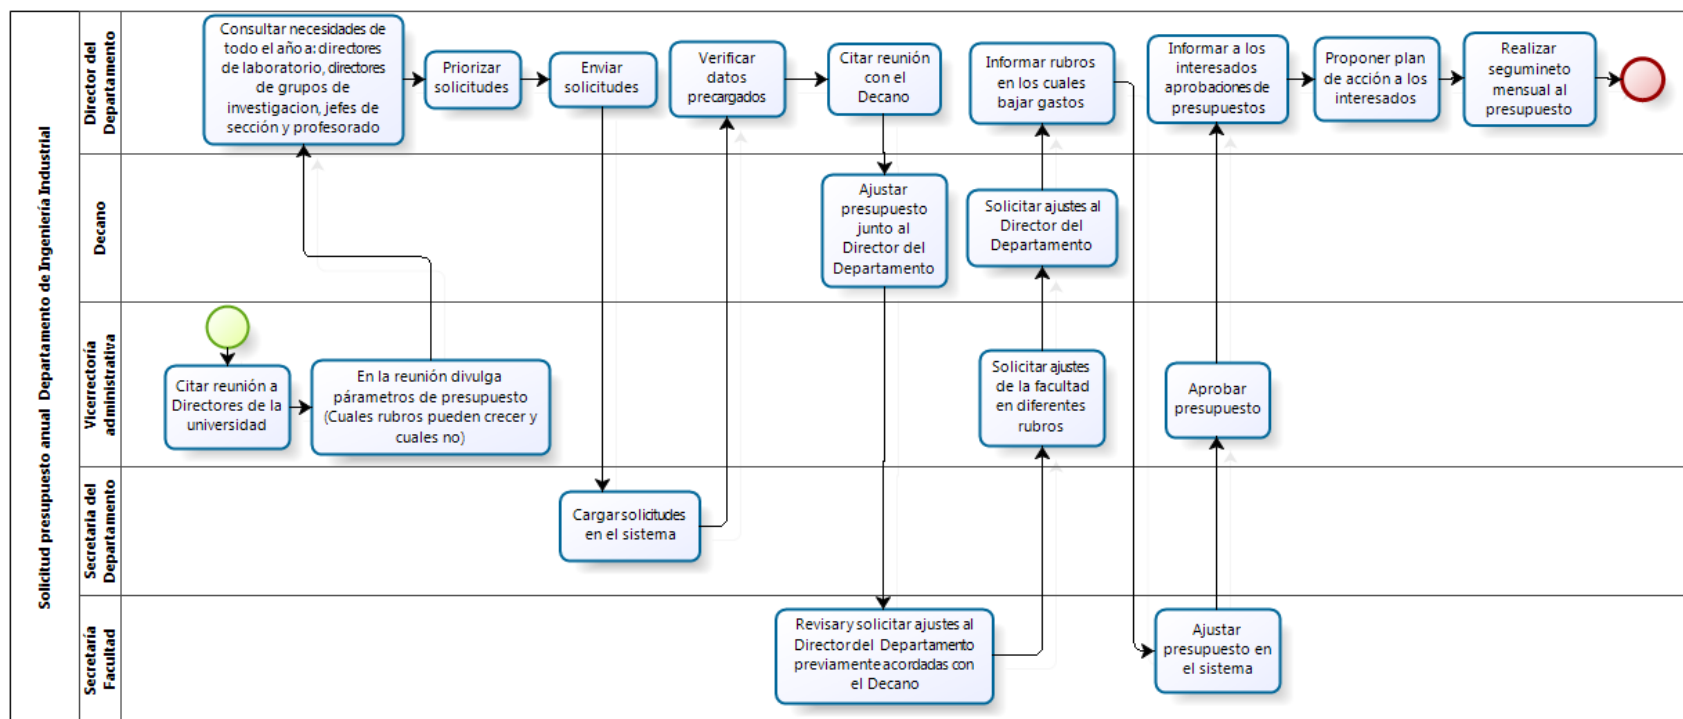 Solicitud presupuesto anual Departamento de Ingeniería Industrial
Director del
Departamento
Consultar necesidades de
todo el año a: directores
de laboratorio, directores
de grupos de
investigacion, jefes de
sección y profesorado
Priorizar
solicitudes
Enviar
solicitudes
Verificar
datos
precargados
Citar reunión
con el
Decano
Informar rubros
en los cuales
bajar gastos
Informar a los
interesados
aprobaciones de
presupuestos
Proponer plan
de acción a los
interesados
Realizar
segumineto
mensual al
presupuesto
Decano
Ajustar
presupuesto
junto al
Director del
Departamento
Solicitar ajustes al
Director del
Departamento
Vicerrectoría
administrativa
Citar reunión a
Directores de la
universidad
En la reunión divulga
párametros de presupuesto
(Cuales rubros pueden crecer y
cuales no)
Solicitar ajustes
de la facultad
en diferentes
rubros
Aprobar
presupuesto
Secretaria del
Departamento
Cargar solicitudes
en el sistema
Secretaría
Facultad
Revisar y solicitar ajustes al
Director del Departamento
previamente acordadas con
el Decano
Ajustar
presupuesto en
el sistema